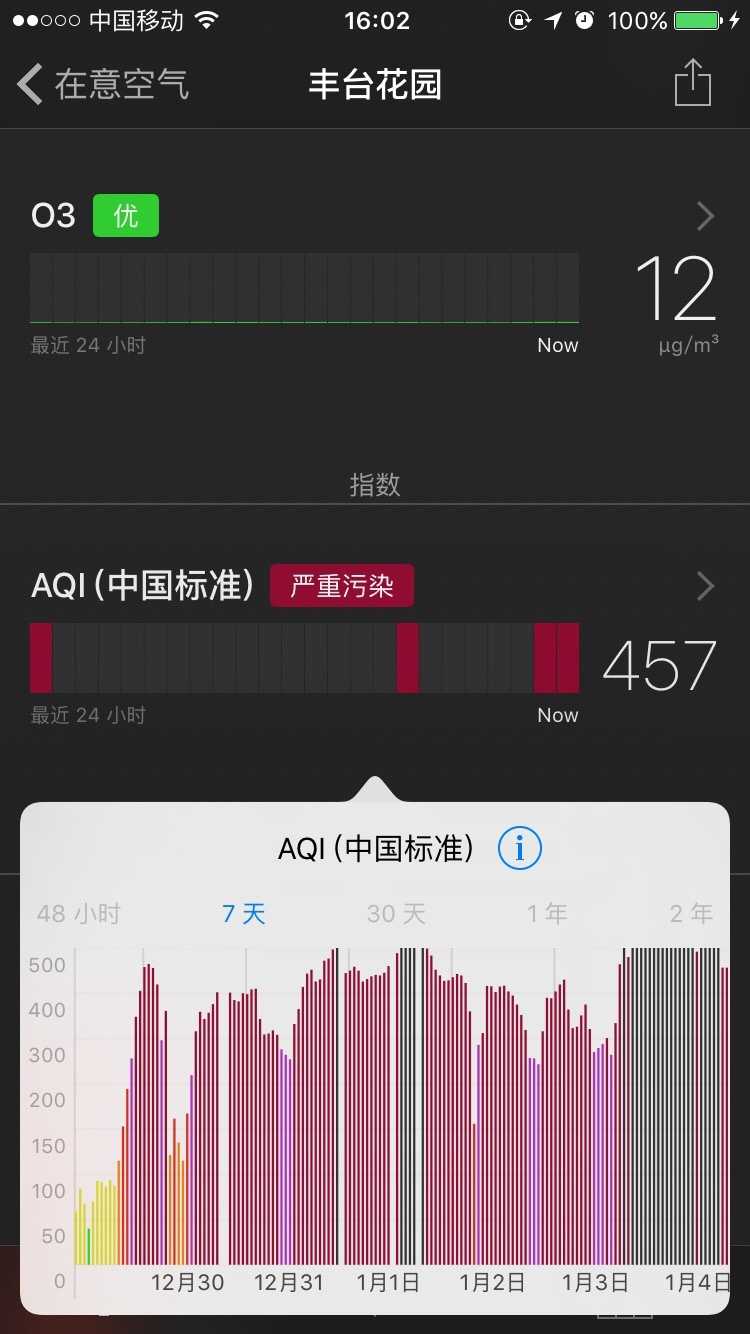 中国移动 16:02 100%
在意空气 丰台花园
O3 优
12
最近 24 小时 Now µg/m³
指数
AQI (中国标准) 严重污染
457
最近 24 小时 Now
AQI (中国标准) i
48 小时 7 天 30 天 1 年 2 年
500
400
300
200
150
100
50
0
12月30 12月31 1月1日 1月2日 1月3日 1月4日